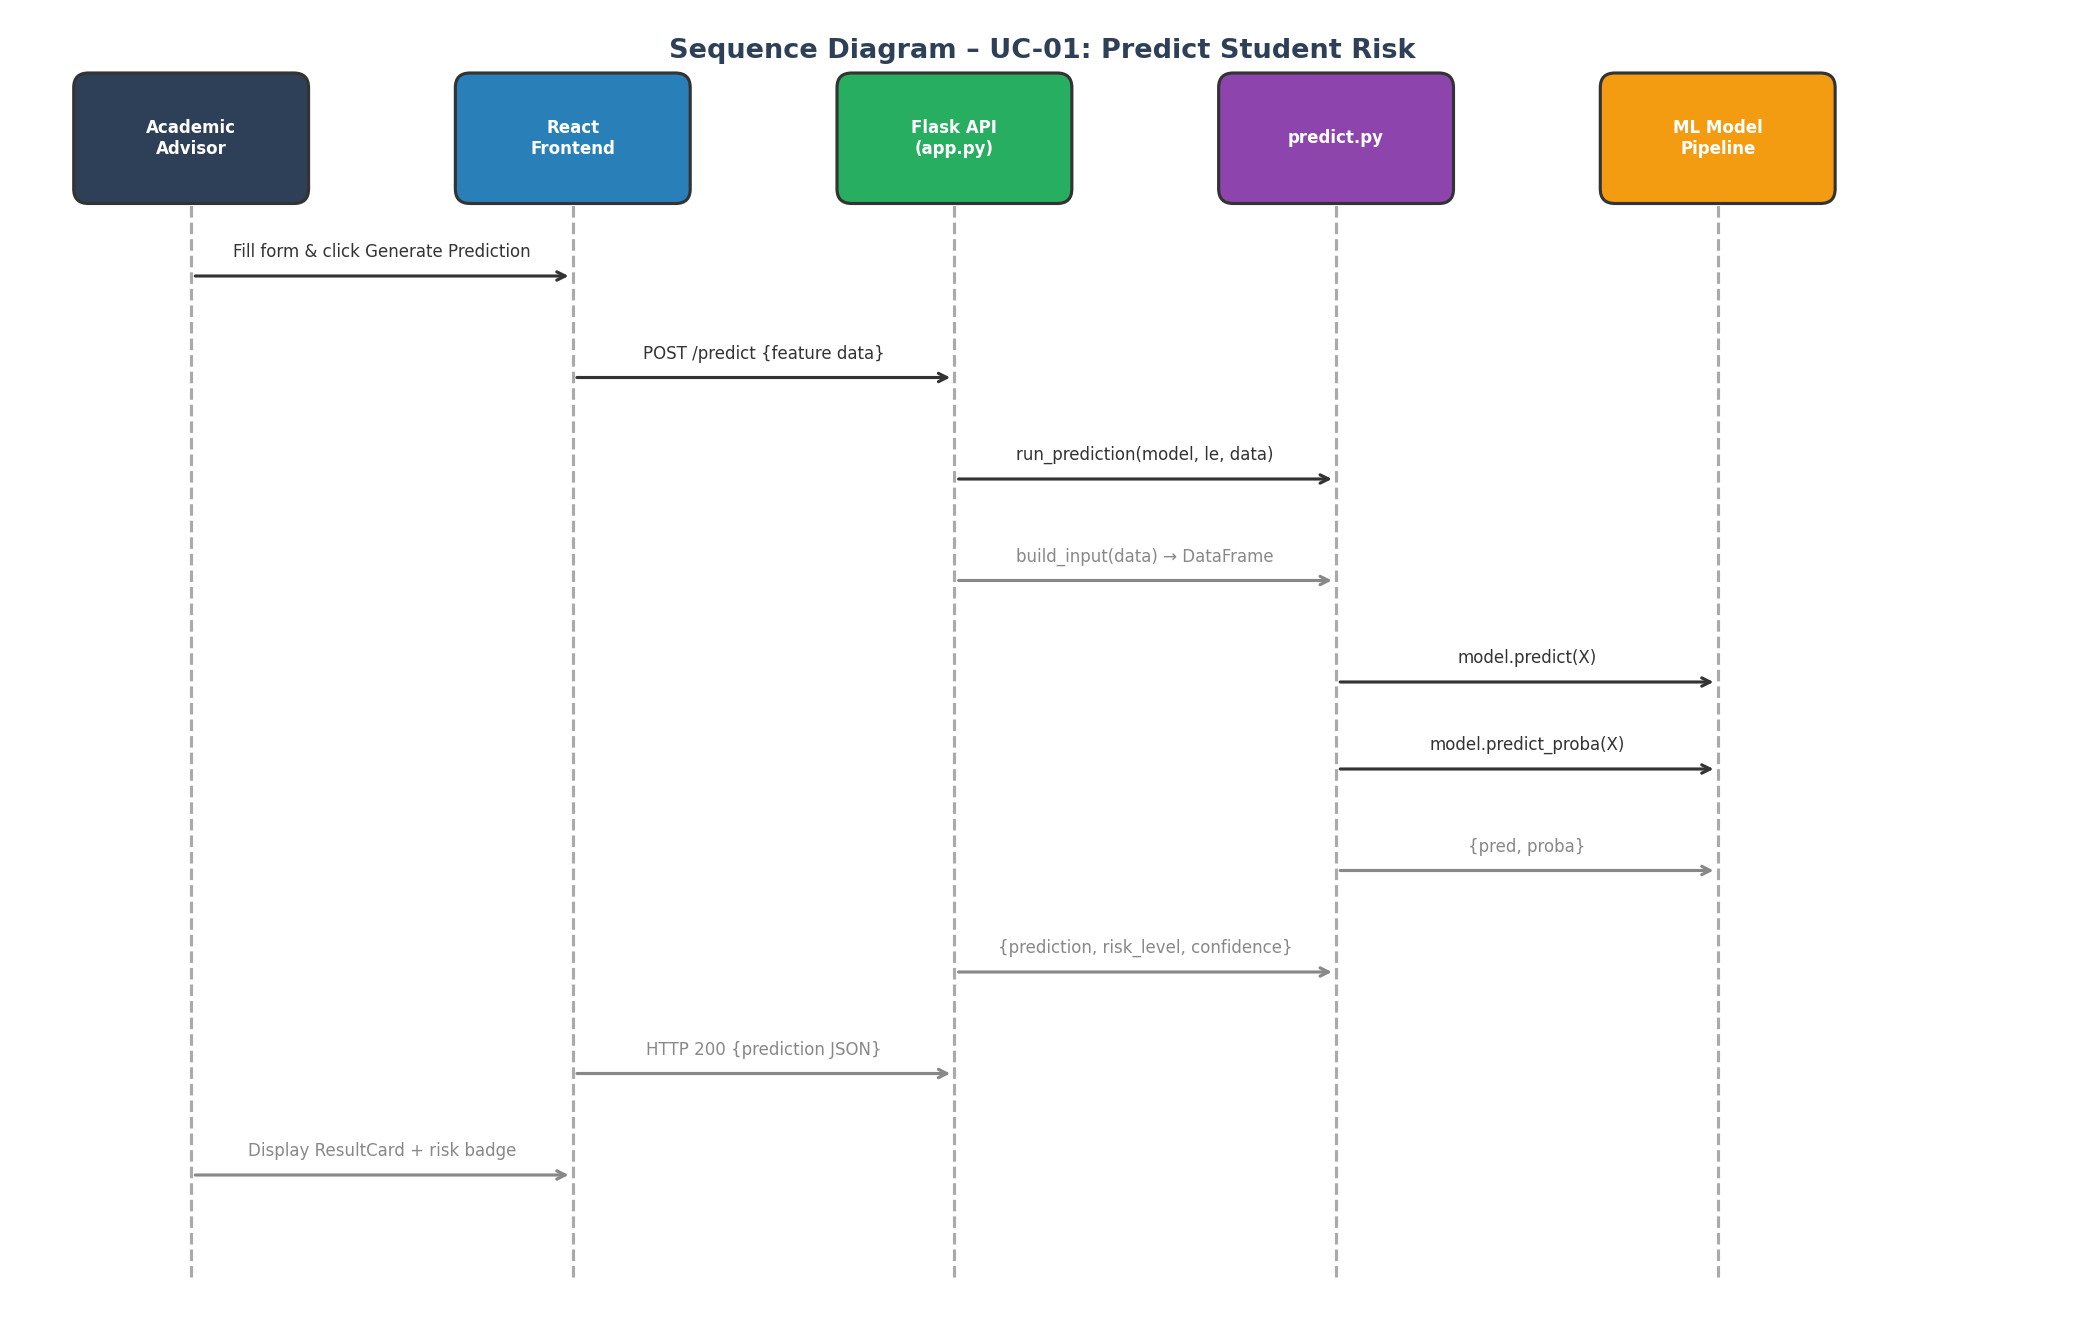 Sequence Diagram – UC-01: Predict Student Risk
Academic
Advisor
React
Frontend
Flask API
(app.py)
predict.py
ML Model
Pipeline
Fill form & click Generate Prediction
POST /predict {feature data}
run_prediction(model, le, data)
build_input(data) → DataFrame
model.predict(X)
model.predict_proba(X)
{pred, proba}
{prediction, risk_level, confidence}
HTTP 200 {prediction JSON}
Display ResultCard + risk badge